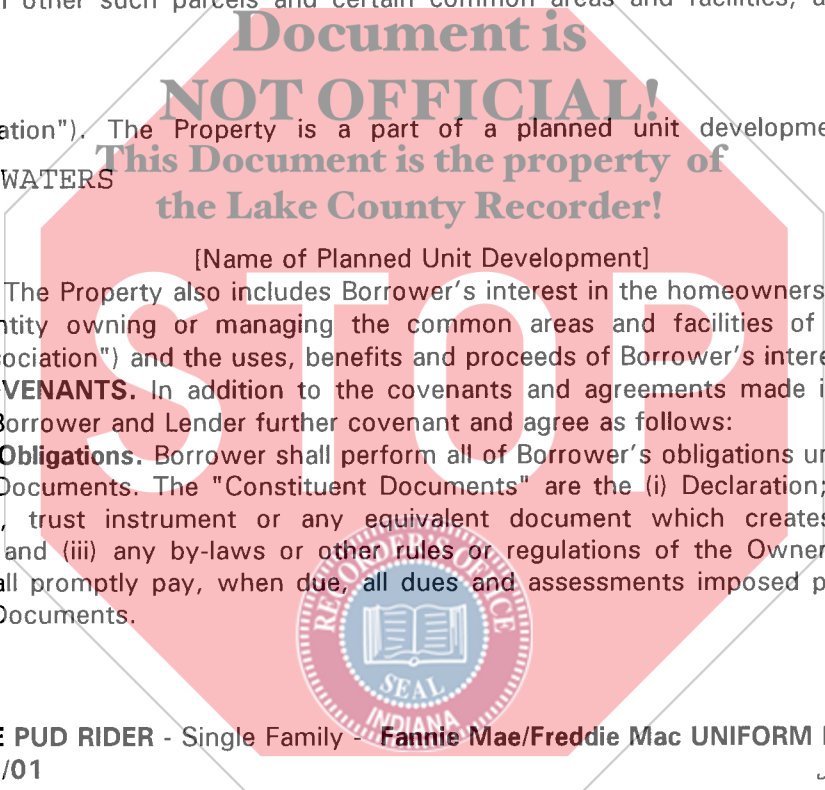 other such parcels and certain common areas and facilities,
Document is
NOT OFFICIAL!
ation"). The Property is a part of a planned unit developme
This Document is the property of
WATERS
the Lake County Recorder!
[Name of Planned Unit Development]
The Property also includes Borrower's interest in the homeowners
STOP
ntity owning or managing the common areas and facilities of
ociation") and the uses, benefits and proceeds of Borrower's intere
VENANTS. In addition to the covenants and agreements made i
Borrower and Lender further covenant and agree as follows:
Obligations. Borrower shall perform all of Borrower's obligations un
Documents. The "Constituent Documents" are the (i) Declaration;
, trust instrument or any equivalent document which creates
and (iii) any by-laws or other rules or regulations of the Owner
all promptly pay, when due, all dues and assessments imposed p
Documents.
RECORDER'S OFFICE
SEAL
INDIANA
E PUD RIDER - Single Family - Fannie Mae/Freddie Mac UNIFORM
/01